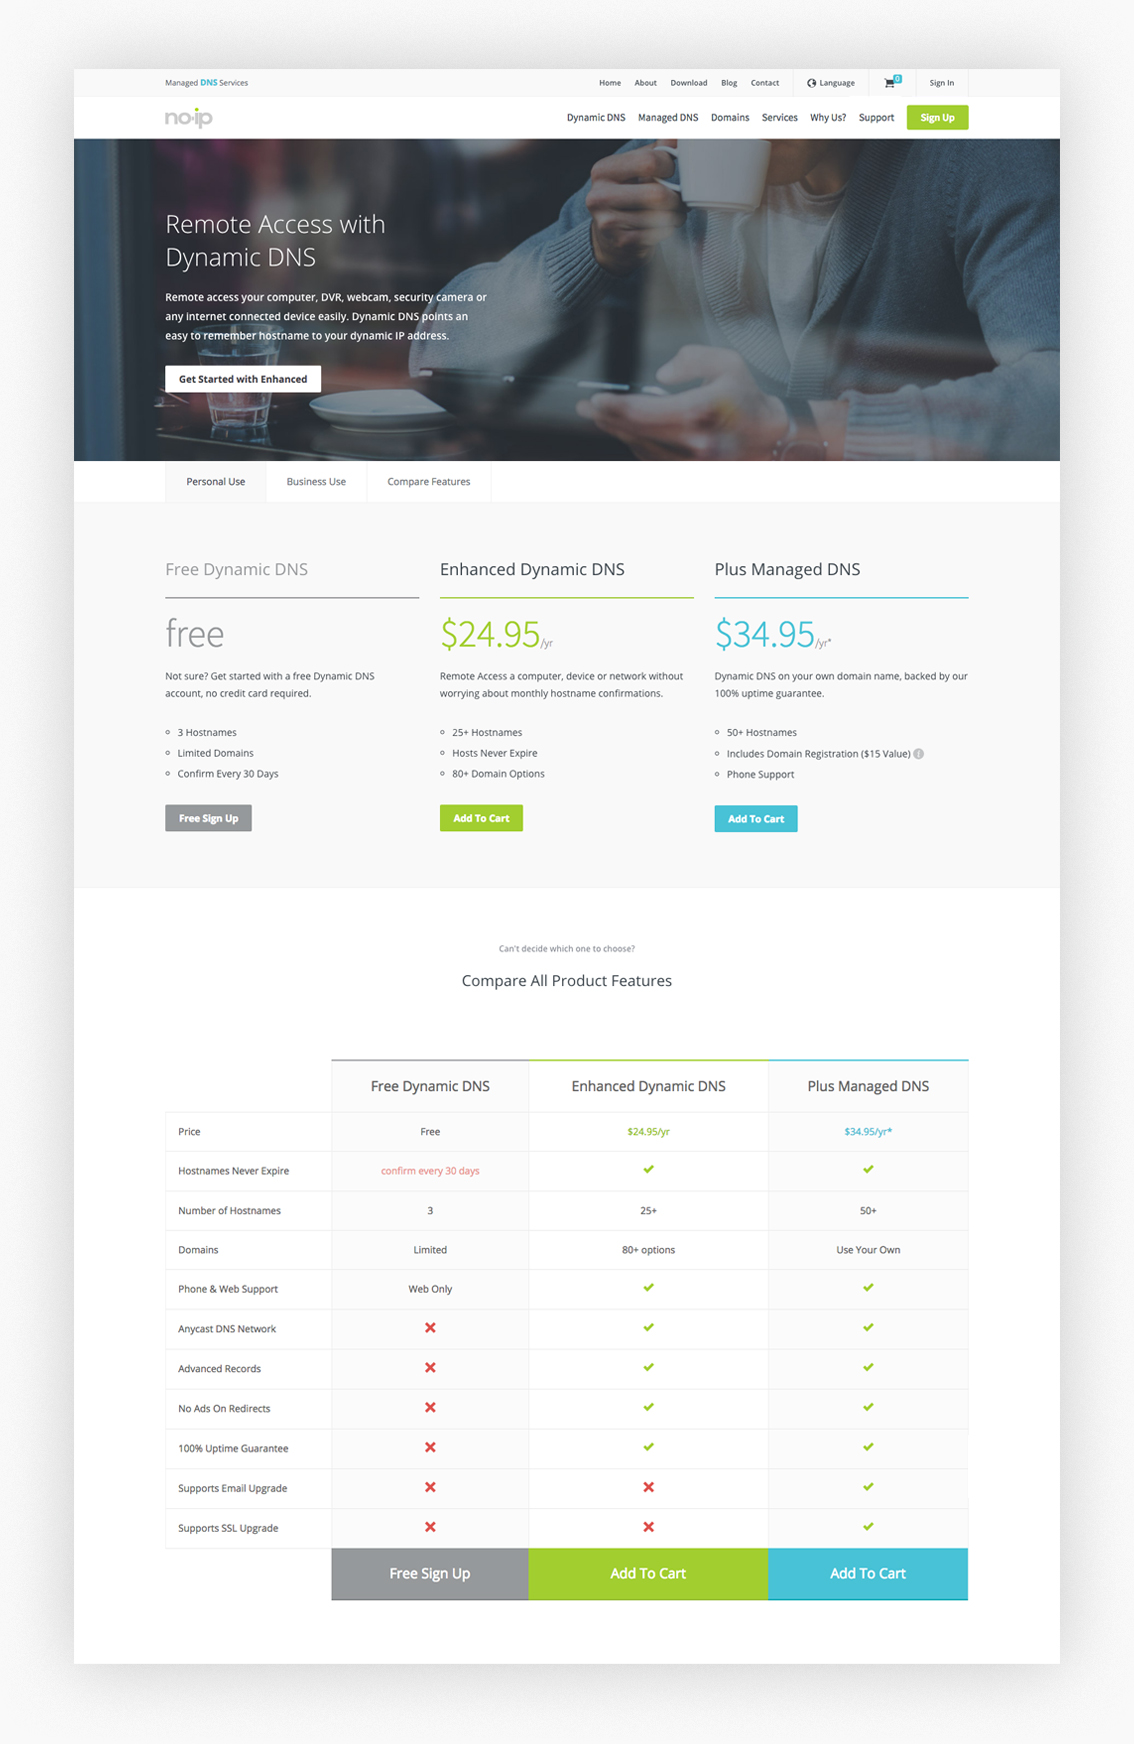 Managed DNS Services
Home About Download Blog Contact Language 0 Sign In
no-ip
Dynamic DNS Managed DNS Domains Services Why Us? Support Sign Up
Remote Access with
Dynamic DNS
Remote access your computer, DVR, webcam, security camera or
any internet connected device easily. Dynamic DNS points an
easy to remember hostname to your dynamic IP address.
Get Started with Enhanced
Personal Use Business Use Compare Features
Free Dynamic DNS
free
Not sure? Get started with a free Dynamic DNS
account, no credit card required.
3 Hostnames
Limited Domains
Confirm Every 30 Days
Free Sign Up
Enhanced Dynamic DNS
$24.95/yr
Remote Access a computer, device or network without
worrying about monthly hostname confirmations.
25+ Hostnames
Hosts Never Expire
80+ Domain Options
Add To Cart
Plus Managed DNS
$34.95/yr*
Dynamic DNS on your own domain name, backed by our
100% uptime guarantee.
50+ Hostnames
Includes Domain Registration ($15 Value)
Phone Support
Add To Cart
Can't decide which one to choose?
Compare All Product Features
Free Dynamic DNS Enhanced Dynamic DNS Plus Managed DNS
Price Free $24.95/yr $34.95/yr*
Hostnames Never Expire confirm every 30 days
Number of Hostnames 3 25+ 50+
Domains Limited 80+ options Use Your Own
Phone & Web Support Web Only
Anycast DNS Network
Advanced Records
No Ads On Redirects
100% Uptime Guarantee
Supports Email Upgrade
Supports SSL Upgrade
Free Sign Up Add To Cart Add To Cart